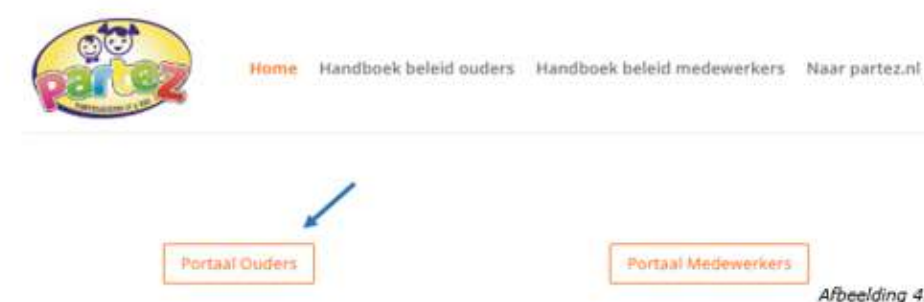 partez
Home Handboek beleid ouders Handboek beleid medewerkers Naar partez.nl
Portaal Ouders Portaal Medewerkers
Afbeelding 4